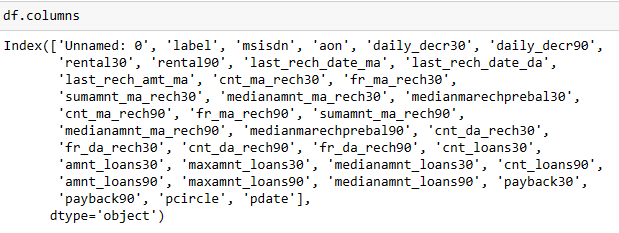 df.columns
Index(['Unnamed: 0', 'label', 'msisdn', 'aon', 'daily_decr30', 'daily_decr90',
'rental30', 'rental90', 'last_rech_date_ma', 'last_rech_date_da',
'last_rech_amt_ma', 'cnt_ma_rech30', 'fr_ma_rech30',
'sumamnt_ma_rech30', 'medianamnt_ma_rech30', 'medianmarechprebal30',
'cnt_ma_rech90', 'fr_ma_rech90', 'sumamnt_ma_rech90',
'medianamnt_ma_rech90', 'medianmarechprebal90', 'cnt_da_rech30',
'fr_da_rech30', 'cnt_da_rech90', 'fr_da_rech90', 'cnt_loans30',
'amnt_loans30', 'maxamnt_loans30', 'medianamnt_loans30', 'cnt_loans90',
'amnt_loans90', 'maxamnt_loans90', 'medianamnt_loans90', 'payback30',
'payback90', 'pcircle', 'pdate'],
dtype='object')